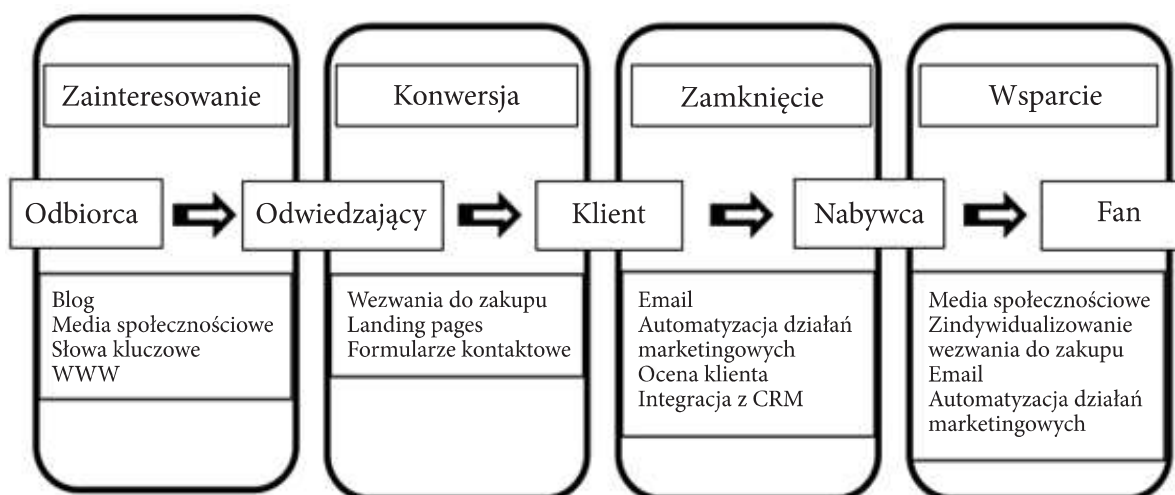 Zainteresowanie
Konwersja
Zamknięcie
Wsparcie
Odbiorca
Odwiedzający
Klient
Nabywca
Fan
Blog
Media społecznościowe
Słowa kluczowe
WWW
Wezwania do zakupu
Landing pages
Formularze kontaktowe
Email
Automatyzacja działań
marketingowych
Ocena klienta
Integracja z CRM
Media społecznościowe
Zindywidualizowanie
wezwania do zakupu
Email
Automatyzacja działań
marketingowych